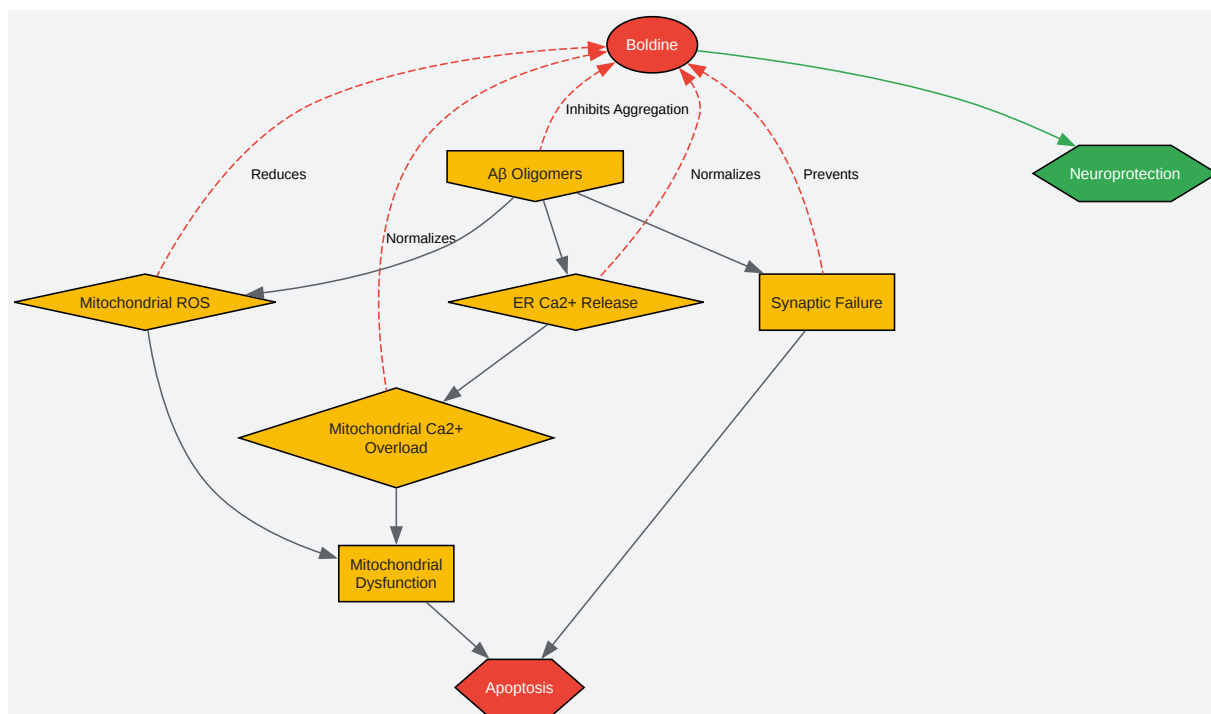 Boldine
Inhibits Aggregation
Reduces
Aβ Oligomers
Normalizes
Prevents
Neuroprotection
Normalizes
Mitochondrial ROS
ER Ca2+ Release
Synaptic Failure
Mitochondrial Ca2+
Overload
Mitochondrial
Dysfunction
Apoptosis